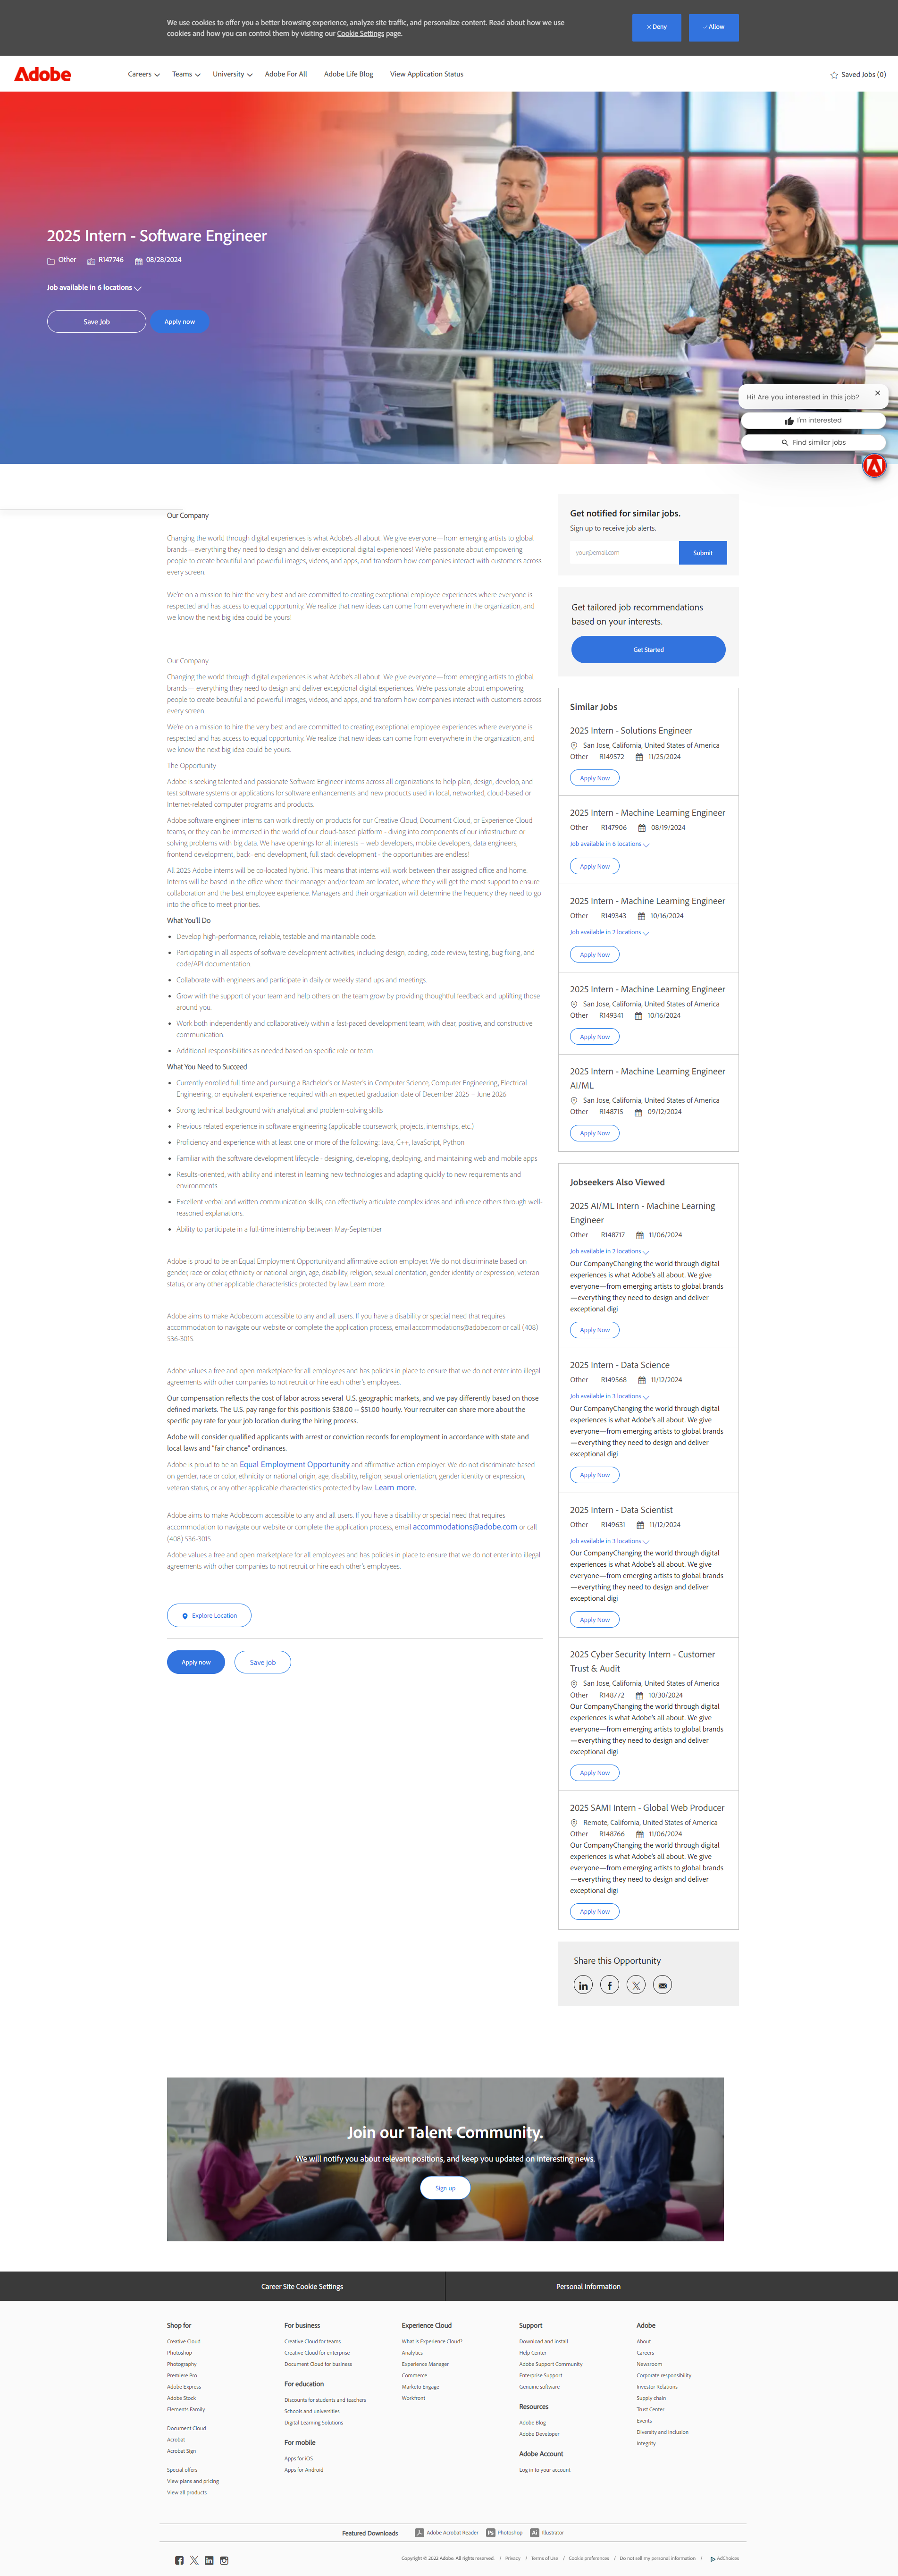 We use cookies to offer you a better browsing experience, analyze site traffic, and personalize content. Read about how we use
cookies and how you can control them by visiting our Cookie Settings page.
Deny
Allow
Adobe
Careers
Teams
University
Adobe For All
Adobe Life Blog
View Application Status
Saved Jobs (0)
2025 Intern - Software Engineer
Other R147746 08/28/2024
Job available in 6 locations
Save Job
Apply now
Hi! Are you interested in this job?
I'm interested
Find similar jobs
Our Company
Changing the world through digital experiences is what Adobe's all about. We give everyone—from emerging artists to global
brands—everything they need to design and deliver exceptional digital experiences! We're passionate about empowering
people to create beautiful and powerful images, videos, and apps, and transform how companies interact with customers across
every screen.
We're on a mission to hire the very best and are committed to creating exceptional employee experiences where everyone is
respected and has access to equal opportunity. We realize that new ideas can come from everywhere in the organization, and
we know the next big idea could be yours!
Our Company
Changing the world through digital experiences is what Adobe's all about. We give everyone—from emerging artists to global
brands— everything they need to design and deliver exceptional digital experiences. We're passionate about empowering
people to create beautiful and powerful images, videos, and apps, and transform how companies interact with customers across
every screen.
We're on a mission to hire the very best and are committed to creating exceptional employee experiences where everyone is
respected and has access to equal opportunity. We realize that new ideas can come from everywhere in the organization, and
we know the next big idea could be yours.
The Opportunity
Adobe is seeking talented and passionate Software Engineer interns across all organizations to help plan, design, develop, and
test software systems or applications for software enhancements and new products used in local, networked, cloud-based or
Internet-related computer programs and products.
Adobe software engineer interns can work directly on products for our Creative Cloud, Document Cloud, or Experience Cloud
teams, or they can be immersed in the world of our cloud-based platform - diving into components of our infrastructure or
solving problems with big data. We have openings for all interests – web developers, mobile developers, data engineers,
frontend development, back -end development, full stack development - the opportunities are endless!
All 2025 Adobe interns will be co-located hybrid. This means that interns will work between their assigned office and home.
Interns will be based in the office where their manager and/or team are located, where they will get the most support to ensure
collaboration and the best employee experience. Managers and their organization will determine the frequency they need to go
into the office to meet priorities.
What You'll Do
• Develop high-performance, reliable, testable and maintainable code.
• Participating in all aspects of software development activities, including design, coding, code review, testing, bug fixing, and
code/API documentation.
• Collaborate with engineers and participate in daily or weekly stand ups and meetings.
• Grow with the support of your team and help others on the team grow by providing thoughtful feedback and uplifting those
around you.
• Work both independently and collaboratively within a fast-paced development team, with clear, positive, and constructive
communication.
• Additional responsibilities as needed based on specific role or team
What You Need to Succeed
• Currently enrolled full time and pursuing a Bachelor's or Master's in Computer Science, Computer Engineering, Electrical
Engineering, or equivalent experience required with an expected graduation date of December 2025 – June 2026
• Strong technical background with analytical and problem-solving skills
• Previous related experience in software engineering (applicable coursework, projects, internships, etc.)
• Proficiency and experience with at least one or more of the following: Java, C++, JavaScript, Python
• Familiar with the software development lifecycle - designing, developing, deploying, and maintaining web and mobile apps
• Results-oriented, with ability and interest in learning new technologies and adapting quickly to new requirements and
environments
• Excellent verbal and written communication skills; can effectively articulate complex ideas and influence others through well-
reasoned explanations.
• Ability to participate in a full-time internship between May-September
Adobe is proud to be an Equal Employment Opportunity and affirmative action employer. We do not discriminate based on
gender, race or color, ethnicity or national origin, age, disability, religion, sexual orientation, gender identity or expression, veteran
status, or any other applicable characteristics protected by law. Learn more.
Adobe aims to make Adobe.com accessible to any and all users. If you have a disability or special need that requires
accommodation to navigate our website or complete the application process, email accommodations@adobe.com or call (408)
536-3015.
Adobe values a free and open marketplace for all employees and has policies in place to ensure that we do not enter into illegal
agreements with other companies to not recruit or hire each other's employees.
Our compensation reflects the cost of labor across several U.S. geographic markets, and we pay differently based on those
defined markets. The U.S. pay range for this position is $38.00 -- $51.00 hourly. Your recruiter can share more about the
specific pay rate for your job location during the hiring process.
Adobe will consider qualified applicants with arrest or conviction records for employment in accordance with state and
local laws and "fair chance" ordinances.
Adobe is proud to be an Equal Employment Opportunity and affirmative action employer. We do not discriminate based
on gender, race or color, ethnicity or national origin, age, disability, religion, sexual orientation, gender identity or expression,
veteran status, or any other applicable characteristics protected by law. Learn more.
Adobe aims to make Adobe.com accessible to any and all users. If you have a disability or special need that requires
accommodation to navigate our website or complete the application process, email accommodations@adobe.com or call
(408) 536-3015.
Adobe values a free and open marketplace for all employees and has policies in place to ensure that we do not enter into illegal
agreements with other companies to not recruit or hire each other's employees.
Explore Location
Apply now
Save job
Get notified for similar jobs.
Sign up to receive job alerts.
your@email.com
Submit
Get tailored job recommendations
based on your interests.
Get Started
Similar Jobs
2025 Intern - Solutions Engineer
San Jose, California, United States of America
Other R149572 11/25/2024
Apply Now
2025 Intern - Machine Learning Engineer
Other R147906 08/19/2024
Job available in 6 locations
Apply Now
2025 Intern - Machine Learning Engineer
Other R149343 10/16/2024
Job available in 2 locations
Apply Now
2025 Intern - Machine Learning Engineer
San Jose, California, United States of America
Other R149341 10/16/2024
Apply Now
2025 Intern - Machine Learning Engineer
AI/ML
San Jose, California, United States of America
Other R148715 09/12/2024
Apply Now
Jobseekers Also Viewed
2025 AI/ML Intern - Machine Learning
Engineer
Other R148717 11/06/2024
Job available in 2 locations
Our CompanyChanging the world through digital
experiences is what Adobe's all about. We give
everyone—from emerging artists to global brands
—everything they need to design and deliver
exceptional digi
Apply Now
2025 Intern - Data Science
Other R149568 11/12/2024
Job available in 3 locations
Our CompanyChanging the world through digital
experiences is what Adobe's all about. We give
everyone—from emerging artists to global brands
—everything they need to design and deliver
exceptional digi
Apply Now
2025 Intern - Data Scientist
Other R149631 11/12/2024
Job available in 3 locations
Our CompanyChanging the world through digital
experiences is what Adobe's all about. We give
everyone—from emerging artists to global brands
—everything they need to design and deliver
exceptional digi
Apply Now
2025 Cyber Security Intern - Customer
Trust & Audit
San Jose, California, United States of America
Other R148772 10/30/2024
Our CompanyChanging the world through digital
experiences is what Adobe's all about. We give
everyone—from emerging artists to global brands
—everything they need to design and deliver
exceptional digi
Apply Now
2025 SAMI Intern - Global Web Producer
Remote, California, United States of America
Other R148766 11/06/2024
Our CompanyChanging the world through digital
experiences is what Adobe's all about. We give
everyone—from emerging artists to global brands
—everything they need to design and deliver
exceptional digi
Apply Now
Share this Opportunity
Join our Talent Community.
We will notify you about relevant positions, and keep you updated on interesting news.
Sign up
Career Site Cookie Settings
Personal Information
Shop for
Creative Cloud
Photoshop
Photography
Premiere Pro
Adobe Express
Adobe Stock
Elements Family
Document Cloud
Acrobat
Acrobat Sign
Special offers
View plans and pricing
View all products
For business
Creative Cloud for teams
Creative Cloud for enterprise
Document Cloud for business
For education
Discounts for students and teachers
Schools and universities
Digital Learning Solutions
For mobile
Apps for iOS
Apps for Android
Experience Cloud
What is Experience Cloud?
Analytics
Experience Manager
Commerce
Marketo Engage
Workfront
Support
Download and install
Help Center
Adobe Support Community
Enterprise Support
Genuine software
Resources
Adobe Blog
Adobe Developer
Adobe Account
Log in to your account
Adobe
About
Careers
Newsroom
Corporate responsibility
Investor Relations
Supply chain
Trust Center
Events
Diversity and inclusion
Integrity
Featured Downloads
Adobe Acrobat Reader
Ps Photoshop
Ai Illustrator
Copyright © 2022 Adobe. All rights reserved. / Privacy / Terms of Use / Cookie preferences / Do not sell my personal information / AdChoices